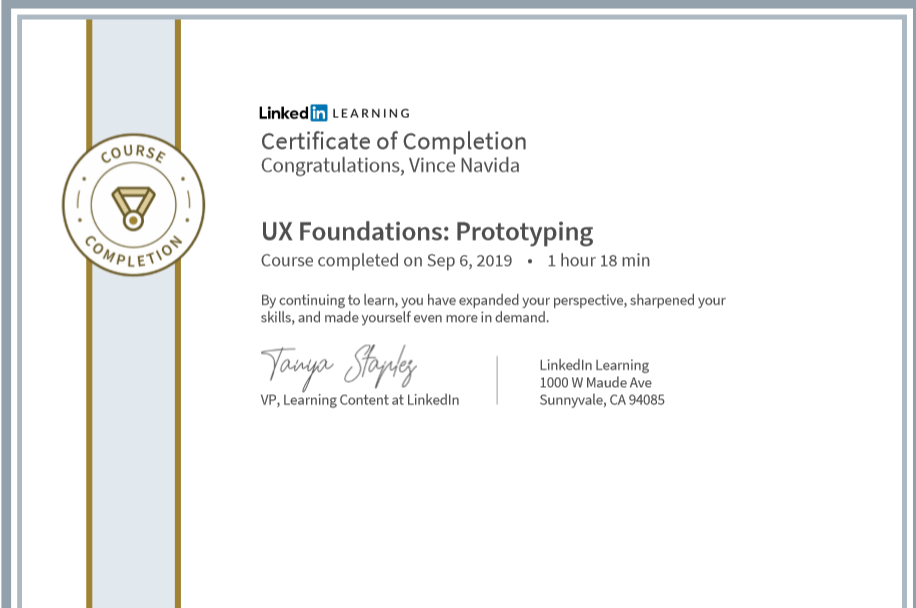 LinkedIn LEARNING
Certificate of Completion
Congratulations, Vince Navida
COURSE
COMPLETION
UX Foundations: Prototyping
Course completed on Sep 6, 2019 • 1 hour 18 min
By continuing to learn, you have expanded your perspective, sharpened your
skills, and made yourself even more in demand.
Tanya Staples
VP, Learning Content at LinkedIn
LinkedIn Learning
1000 W Maude Ave
Sunnyvale, CA 94085